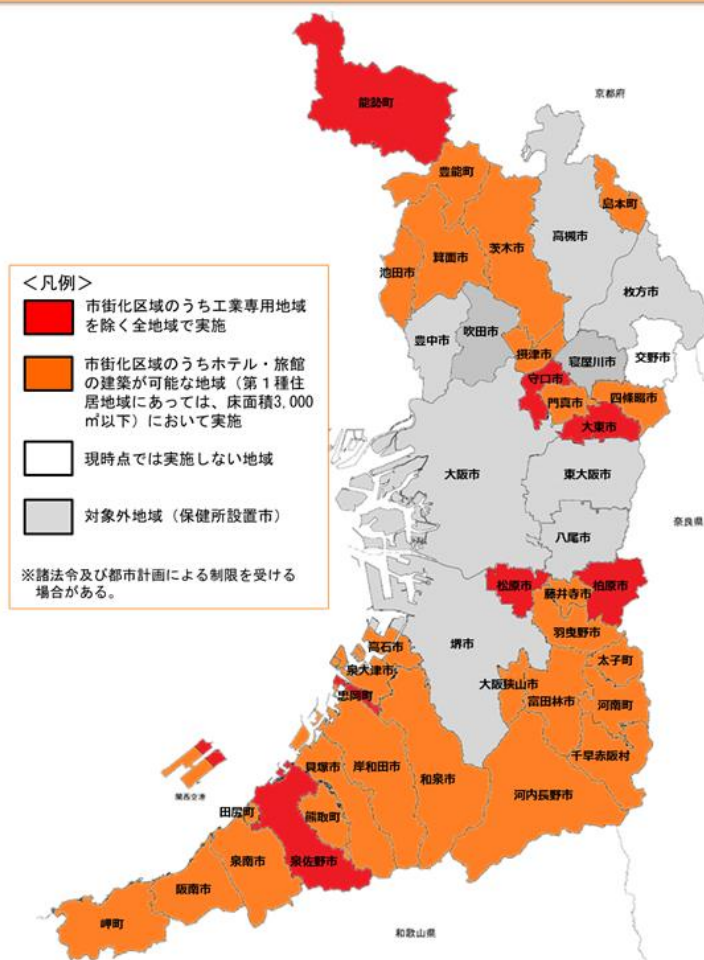 能勢町
京都府
豊能町
島本町
茨木市
高槻市
箕面市
池田市
枚方市
<凡例>
市街化区域のうち工業専用地域
を除く全地域で実施
市街化区域のうちホテル・旅館
の建築が可能な地域（第１種住
居地域にあっては、床面積3,000
㎡以下）において実施
現時点では実施しない地域
対象外地域（保健所設置市）
※諸法令及び都市計画による制限を受ける
場合がある。
豊中市
吹田市
摂津市
寝屋川市
交野市
守口市
門真市
四條畷市
大東市
大阪市
東大阪市
奈良県
八尾市
松原市
藤井寺市
柏原市
羽曳野市
堺市
高石市
太子町
泉大津市
大阪狭山市
富田林市
忠岡町
河南町
千早赤阪村
貝塚市
岸和田市
和泉市
河内長野市
関西空港
田尻町
熊取町
泉南市
泉佐野市
阪南市
岬町
和歌山県